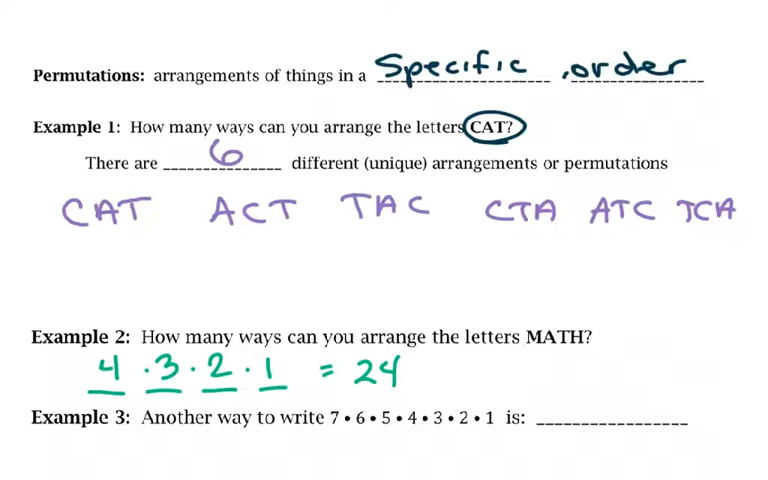 Permutations: arrangements of things in a Specific order
Example 1: How many ways can you arrange the letters CAT?
There are 6 different (unique) arrangements or permutations
CAT ACT TAC CTA ATC TCA
Example 2: How many ways can you arrange the letters MATH?
4 · 3 · 2 · 1 = 24
Example 3: Another way to write 7 • 6 • 5 • 4 • 3 • 2 • 1 is: ________________